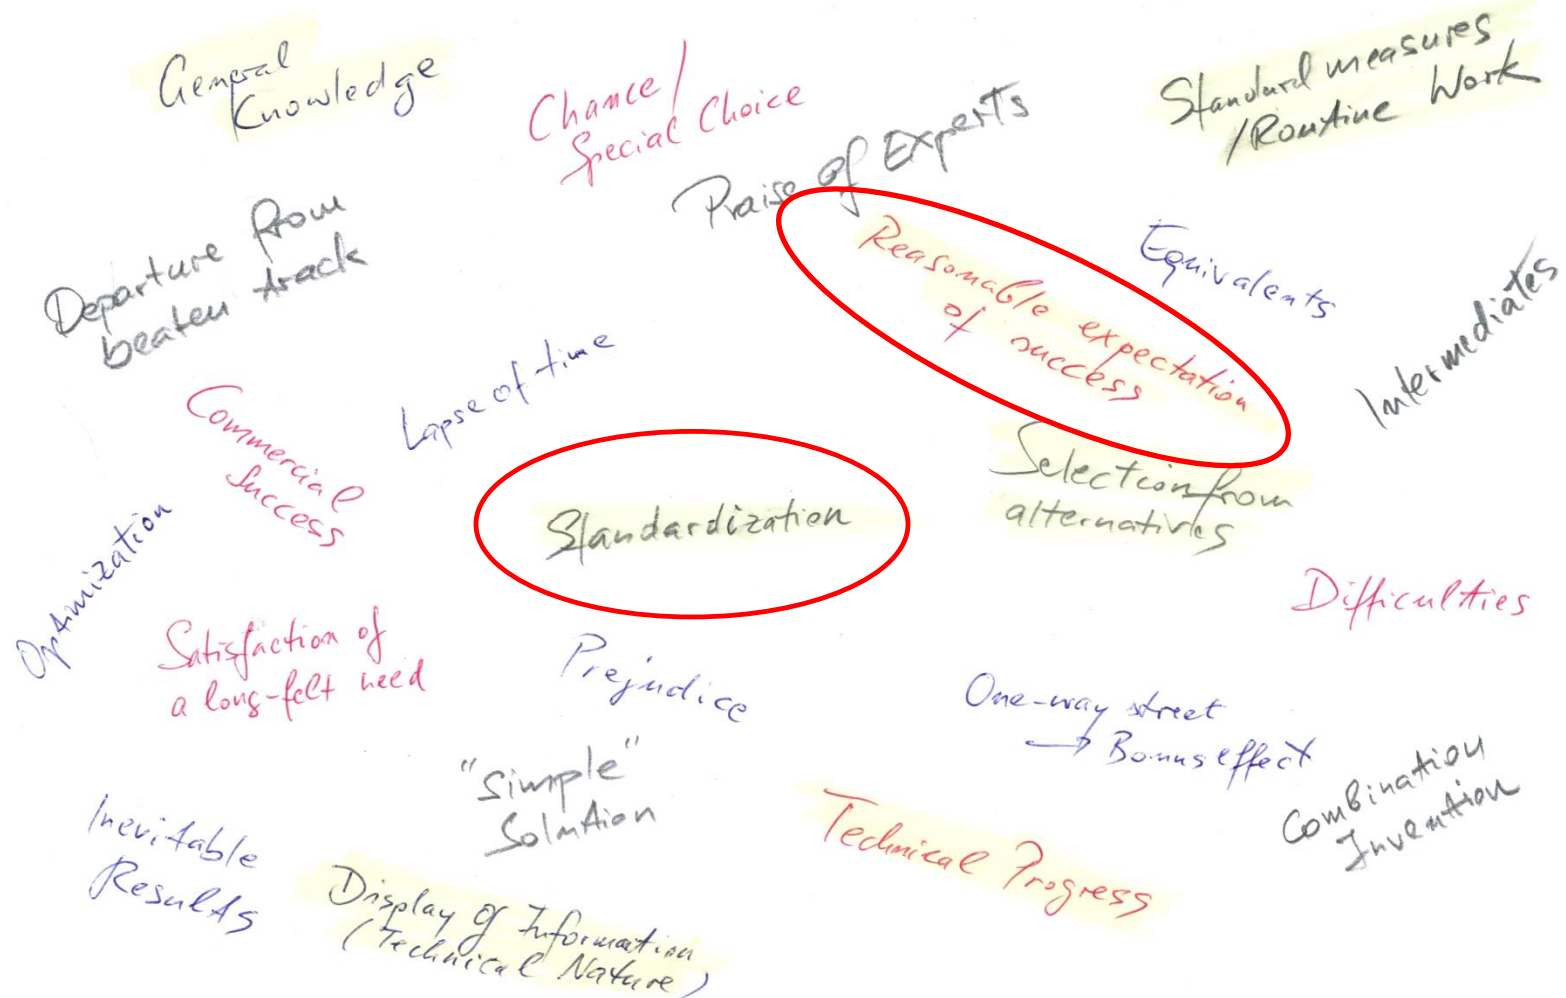 General
Knowledge
Chance /
Special Choice
Praise of Experts
Standard measures
/Routine Work
Departure from
beaten track
Reasonable expectation
of success
Equivalents
Intermediates
Commercial
Success
Lapse of time
Standardization
Selection from
alternatives
Optimization
Satisfaction of
a long-felt need
Prejudice
Difficulties
One-way street
→ Bonus effect
"Simple"
Solution
Combination
Invention
Inevitable
Results
Display of Information
(Technical Nature)
Technical Progress